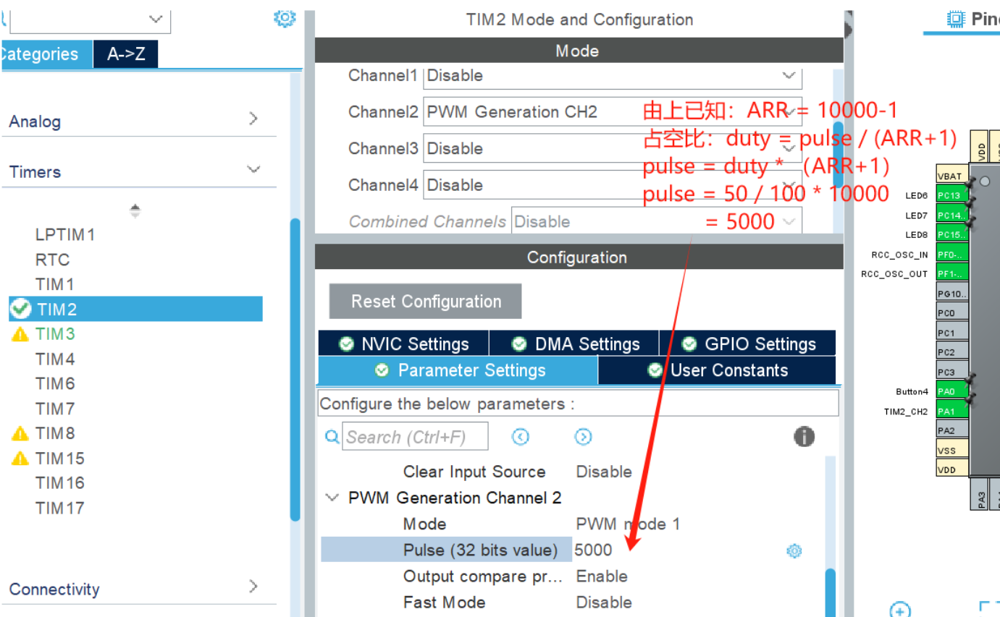 TIM2 Mode and Configuration
Categories
A->Z
Analog
Timers
LPTIM1
RTC
TIM1
TIM2
TIM3
TIM4
TIM6
TIM7
TIM8
TIM15
TIM16
TIM17
Connectivity
Mode
Channel1 Disable
Channel2 PWM Generation CH2
Channel3 Disable
Channel4 Disable
Combined Channels Disable
由上已知：ARR = 10000-1
占空比：duty = pulse / (ARR+1)
pulse = duty * (ARR+1)
pulse = 50 / 100 * 10000
= 5000
Configuration
Reset Configuration
NVIC Settings
DMA Settings
GPIO Settings
Parameter Settings
User Constants
Configure the below parameters :
Search (Ctrl+F)
Clear Input Source Disable
PWM Generation Channel 2
Mode PWM mode 1
Pulse (32 bits value) 5000
Output compare pr... Enable
Fast Mode Disable
VDD
VBAT
LED6 PC13
LED7 PC14..
LED8 PC15..
RCC_OSC_IN PF0-..
RCC_OSC_OUT PF1-..
PG10..
PC0
PC1
PC2
PC3
Button4 PA0
TIM2_CH2 PA1
PA2
VSS
VDD
PA3